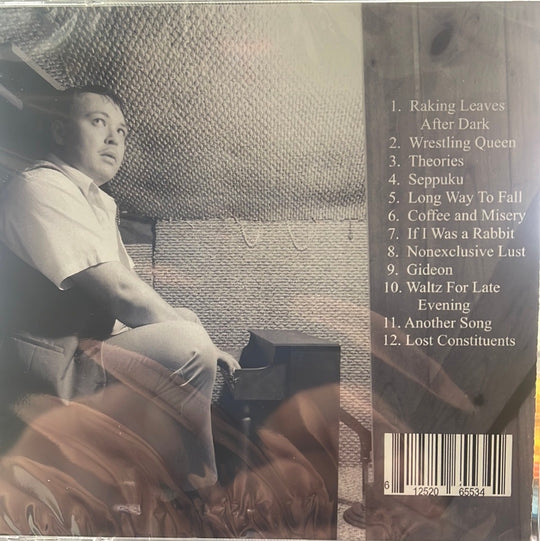 1. Raking Leaves
After Dark
2. Wrestling Queen
3. Theories
4. Seppuku
5. Long Way To Fall
6. Coffee and Misery
7. If I Was a Rabbit
8. Nonexclusive Lust
9. Gideon
10. Waltz For Late
Evening
11. Another Song
12. Lost Constituents
6 12520 65534